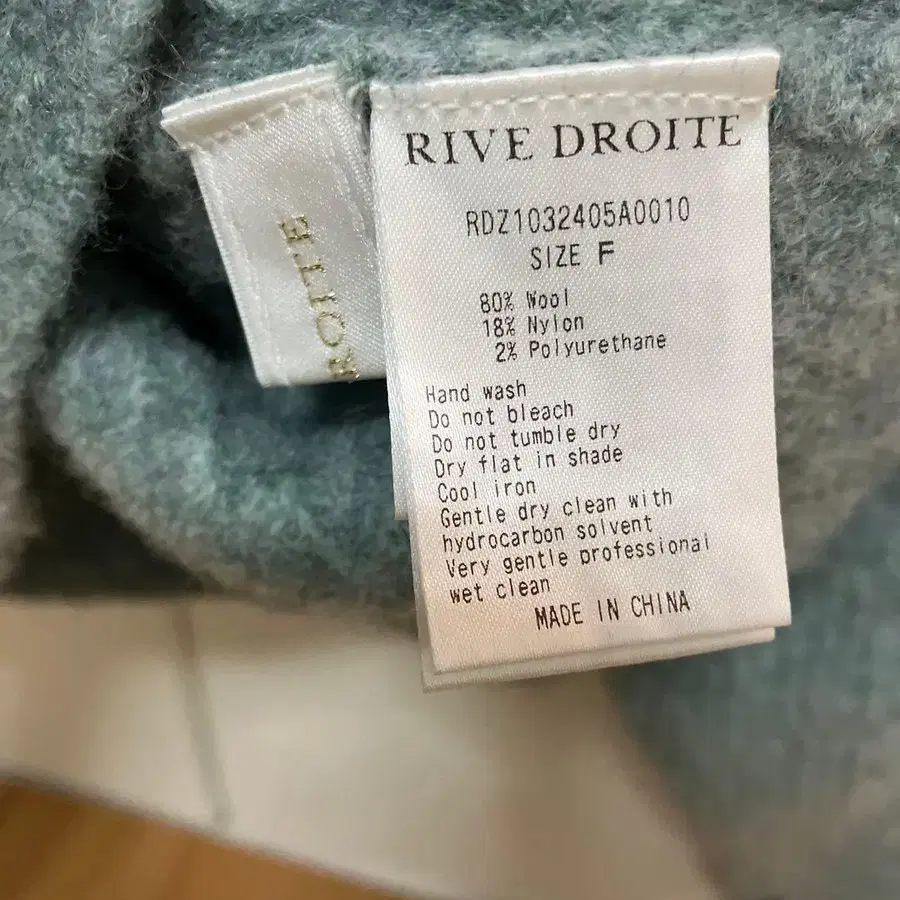 RIVE DROITE
RDZ1032405A0010
SIZE F
80% Wool
18% Nylon
2% Polyurethane
Hand wash
Do not bleach
Do not tumble dry
Dry flat in shade
Cool iron
Gentle dry clean with
hydrocarbon solvent
Very gentle professional
wet clean
MADE IN CHINA
ROITE